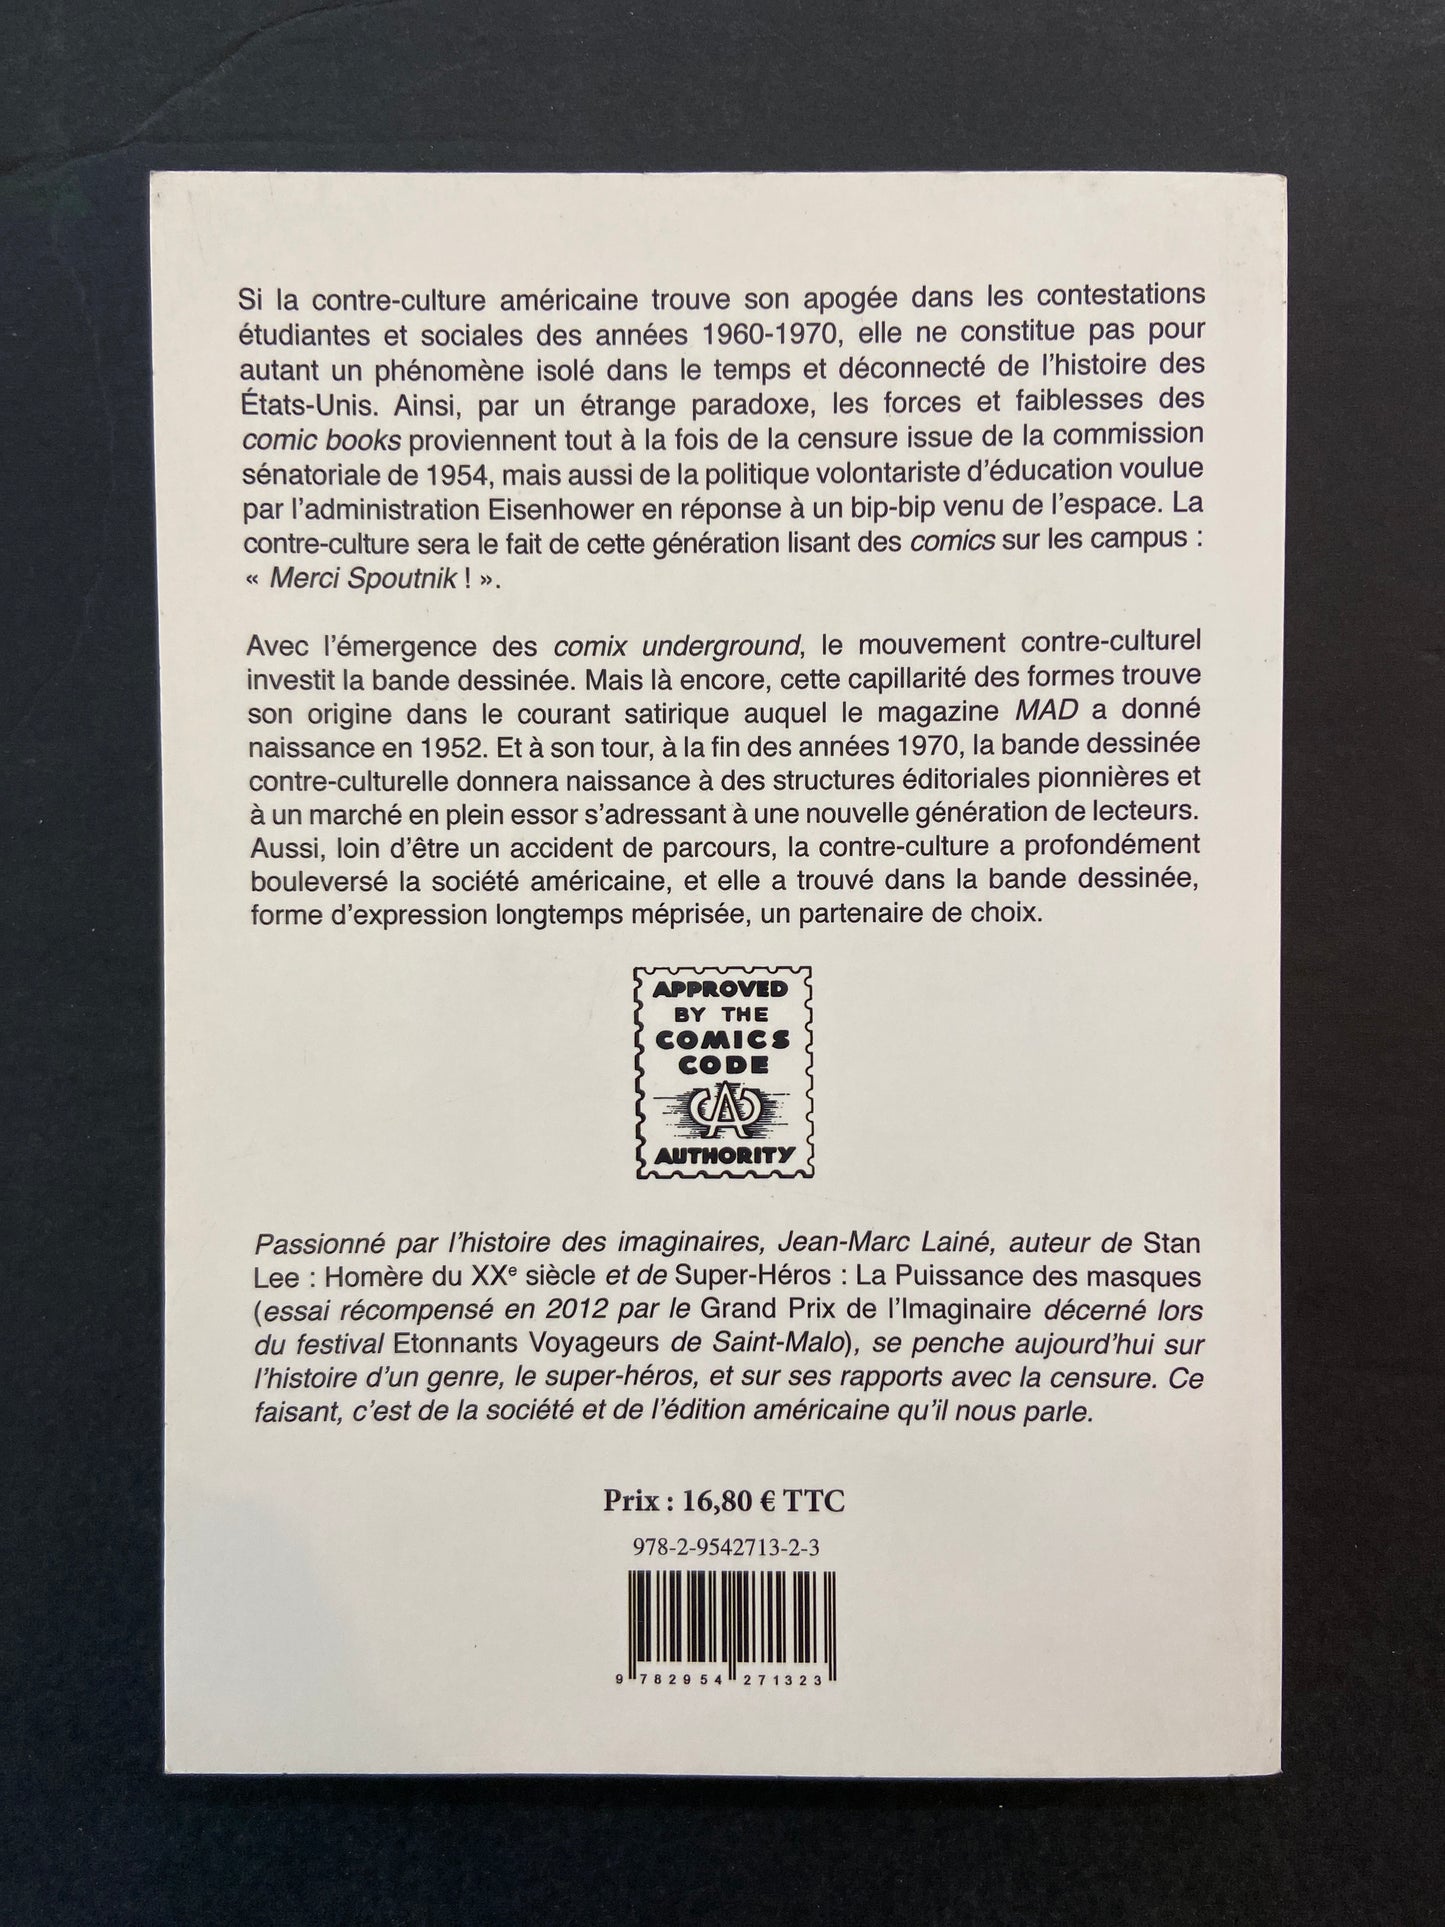 Si la contre-culture américaine trouve son apogée dans les contestations
étudiantes et sociales des années 1960-1970, elle ne constitue pas pour
autant un phénomène isolé dans le temps et déconnecté de l'histoire des
États-Unis. Ainsi, par un étrange paradoxe, les forces et faiblesses des
comic books proviennent tout à la fois de la censure issue de la commission
sénatoriale de 1954, mais aussi de la politique volontariste d'éducation voulue
par l'administration Eisenhower en réponse à un bip-bip venu de l'espace. La
contre-culture sera le fait de cette génération lisant des comics sur les campus :
« Merci Spoutnik ! ».
Avec l'émergence des comix underground, le mouvement contre-culturel
investit la bande dessinée. Mais là encore, cette capillarité des formes trouve
son origine dans le courant satirique auquel le magazine MAD a donné
naissance en 1952. Et à son tour, à la fin des années 1970, la bande dessinée
contre-culturelle donnera naissance à des structures éditoriales pionnières et
à un marché en plein essor s'adressant à une nouvelle génération de lecteurs.
Aussi, loin d'être un accident de parcours, la contre-culture a profondément
bouleversé la société américaine, et elle a trouvé dans la bande dessinée,
forme d'expression longtemps méprisée, un partenaire de choix.
APPROVED
BY THE
COMICS
CODE
CA
AUTHORITY
Passionné par l'histoire des imaginaires, Jean-Marc Lainé, auteur de Stan
Lee : Homère du XXe siècle et de Super-Héros : La Puissance des masques
(essai récompensé en 2012 par le Grand Prix de l'Imaginaire décerné lors
du festival Etonnants Voyageurs de Saint-Malo), se penche aujourd'hui sur
l'histoire d'un genre, le super-héros, et sur ses rapports avec la censure. Ce
faisant, c'est de la société et de l'édition américaine qu'il nous parle.
Prix : 16,80 € TTC
978-2-9542713-2-3
9 782954 271323